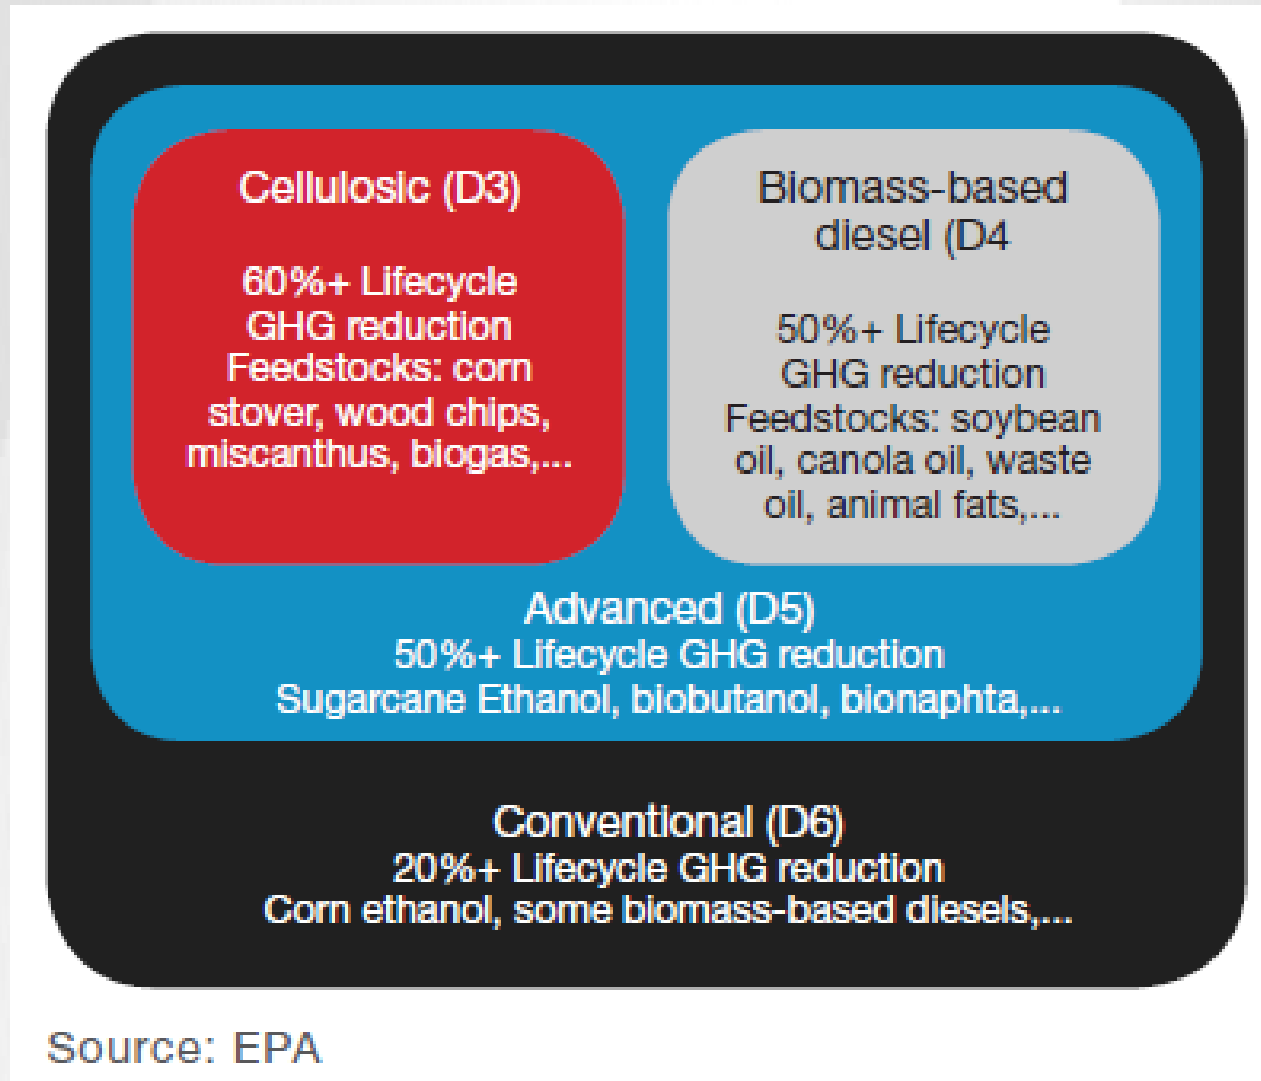 Cellulosic (D3)
60%+ Lifecycle
GHG reduction
Feedstocks: corn
stover, wood chips,
miscanthus, biogas,...
Biomass-based
diesel (D4
50%+ Lifecycle
GHG reduction
Feedstocks: soybean
oil, canola oil, waste
oil, animal fats,...
Advanced (D5)
50%+ Lifecycle GHG reduction
Sugarcane Ethanol, biobutanol, bionaphta,...
Conventional (D6)
20%+ Lifecycle GHG reduction
Corn ethanol, some biomass-based diesels,...
Source: EPA